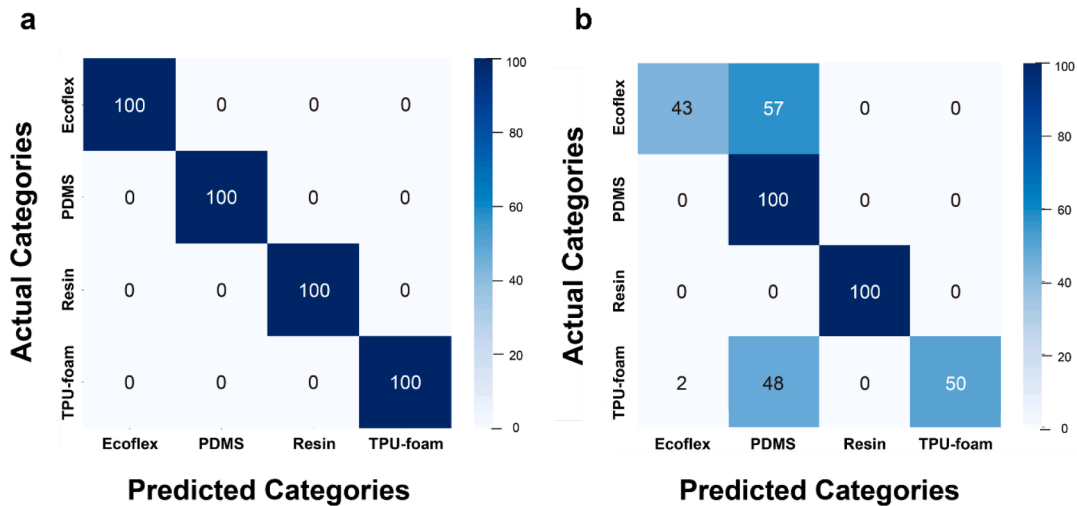 a
Actual Categories
Ecoflex
PDMS
Resin
TPU-foam
100 0 0 0
0 100 0 0
0 0 100 0
0 0 0 100
Ecoflex PDMS Resin TPU-foam
Predicted Categories
100
80
60
40
20
0
b
Actual Categories
Ecoflex
PDMS
Resin
TPU-foam
43 57 0 0
0 100 0 0
0 0 100 0
2 48 0 50
Ecoflex PDMS Resin TPU-foam
Predicted Categories
100
80
60
40
20
0